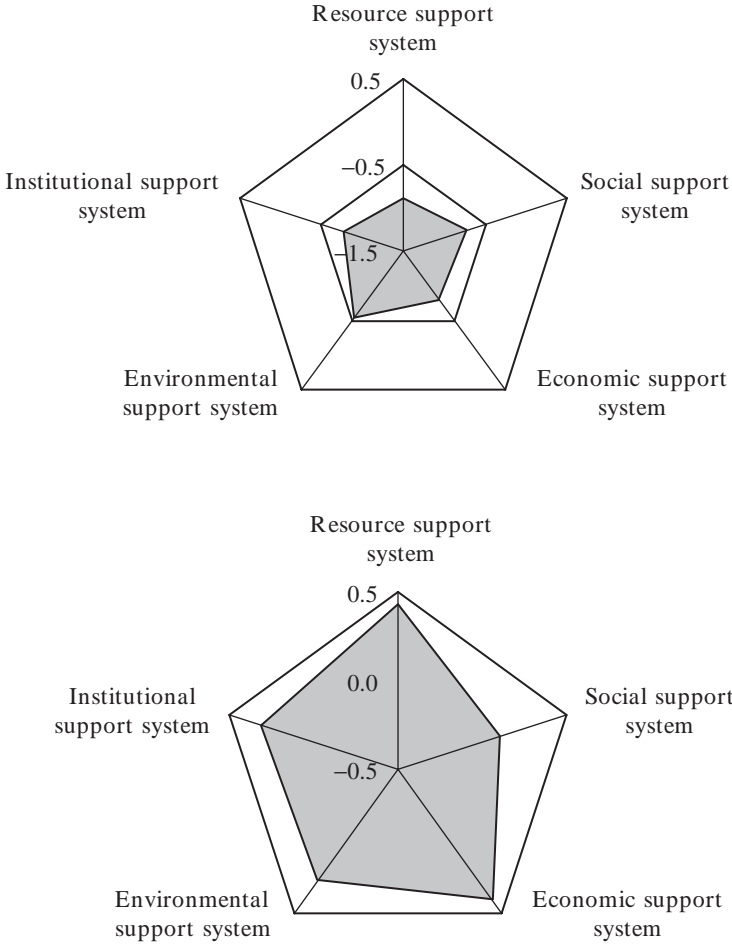 Resource support
system
0.5
−0.5
Institutional support
system
Social support
system
−1.5
Environmental
support system
Economic support
system
Resource support
system
0.5
0.0
Institutional
support system
Social support
system
−0.5
Environmental
support system
Economic support
system